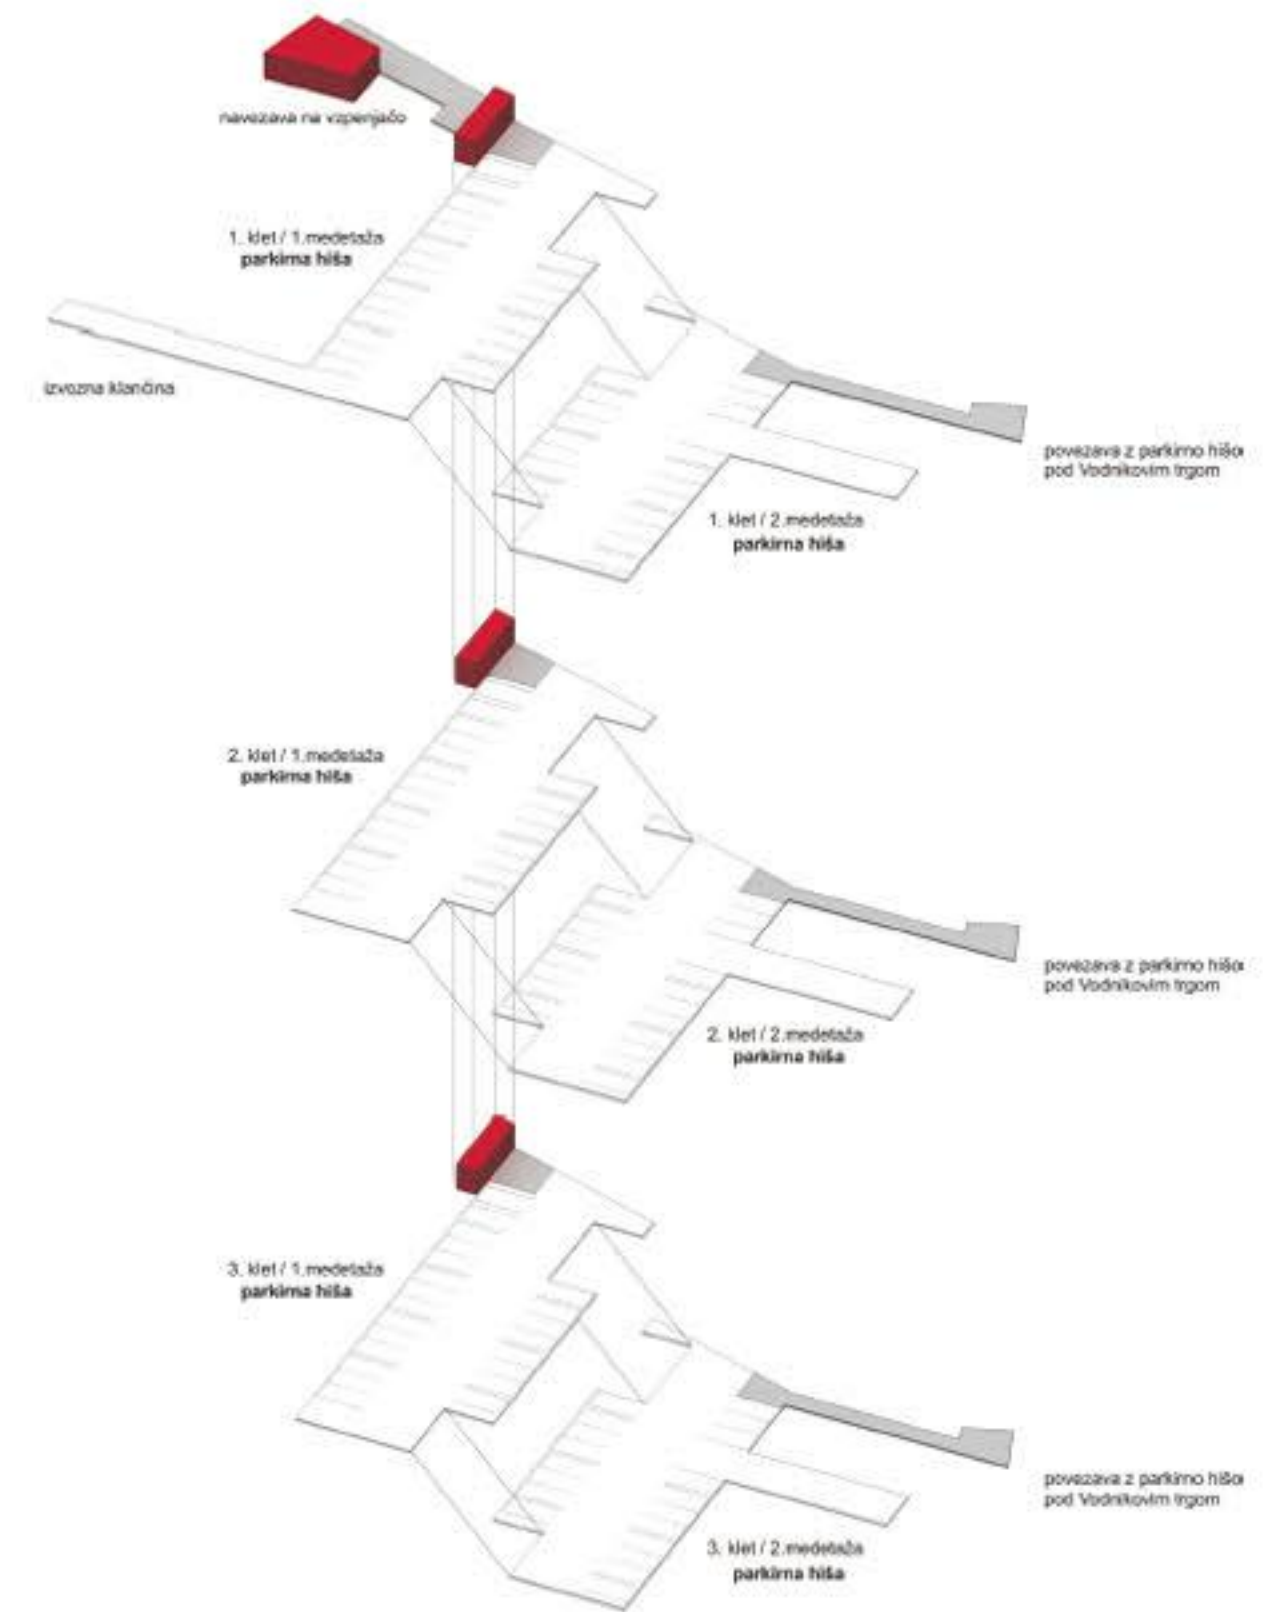 navezava na vzpenjačo
1. klet / 1.medetaža
parkirna hiša
izvozna klančina
povezava z parkirno hišo
pod Vodnikovim trgom
1. klet / 2.medetaža
parkirna hiša
2. klet / 1.medetaža
parkirna hiša
povezava z parkirno hišo
pod Vodnikovim trgom
2. klet / 2.medetaža
parkirna hiša
3. klet / 1.medetaža
parkirna hiša
povezava z parkirno hišo
pod Vodnikovim trgom
3. klet / 2.medetaža
parkirna hiša